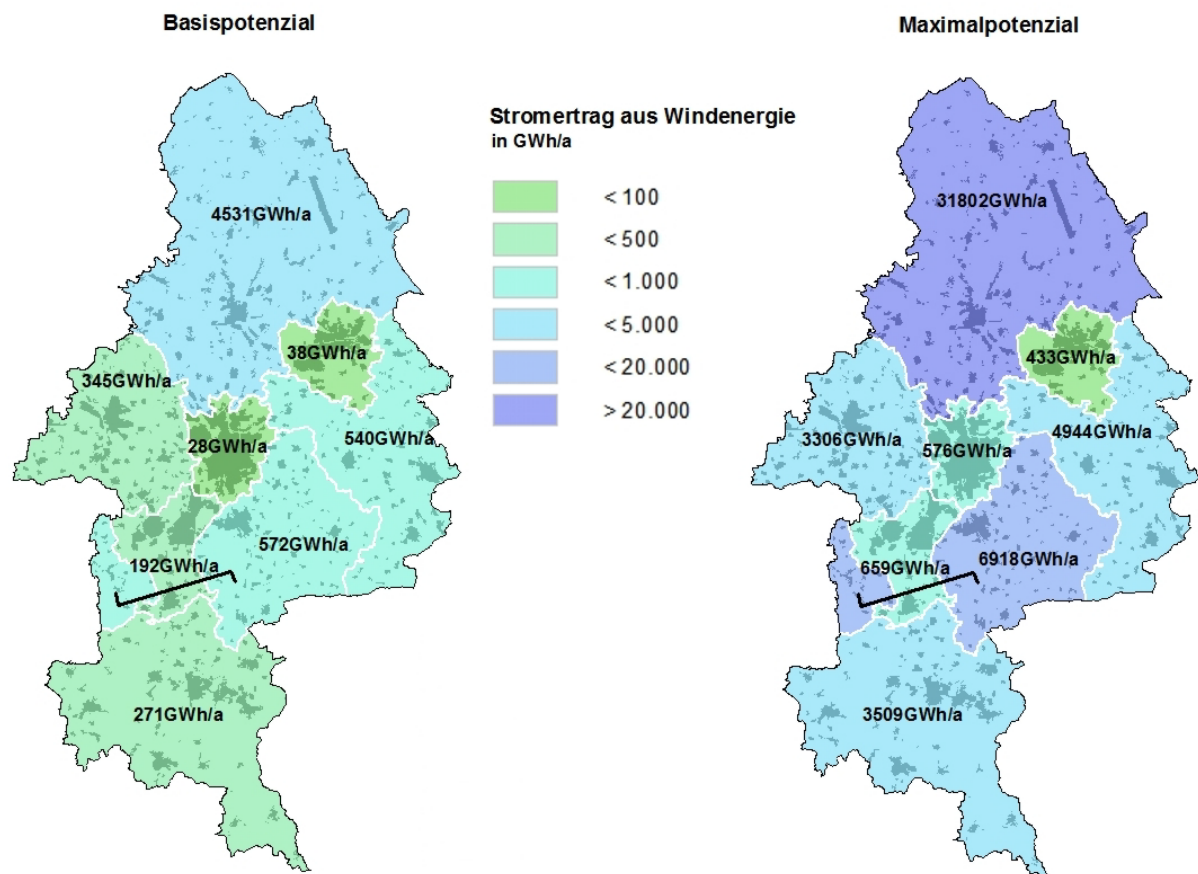 Basispotenzial
Maximalpotenzial
Stromertrag aus Windenergie
in GWh/a
< 100
< 500
< 1.000
< 5.000
< 20.000
> 20.000
4531GWh/a
38GWh/a
345GWh/a
28GWh/a
540GWh/a
572GWh/a
192GWh/a
271GWh/a
31802GWh/a
433GWh/a
3306GWh/a
576GWh/a
4944GWh/a
6918GWh/a
659GWh/a
3509GWh/a